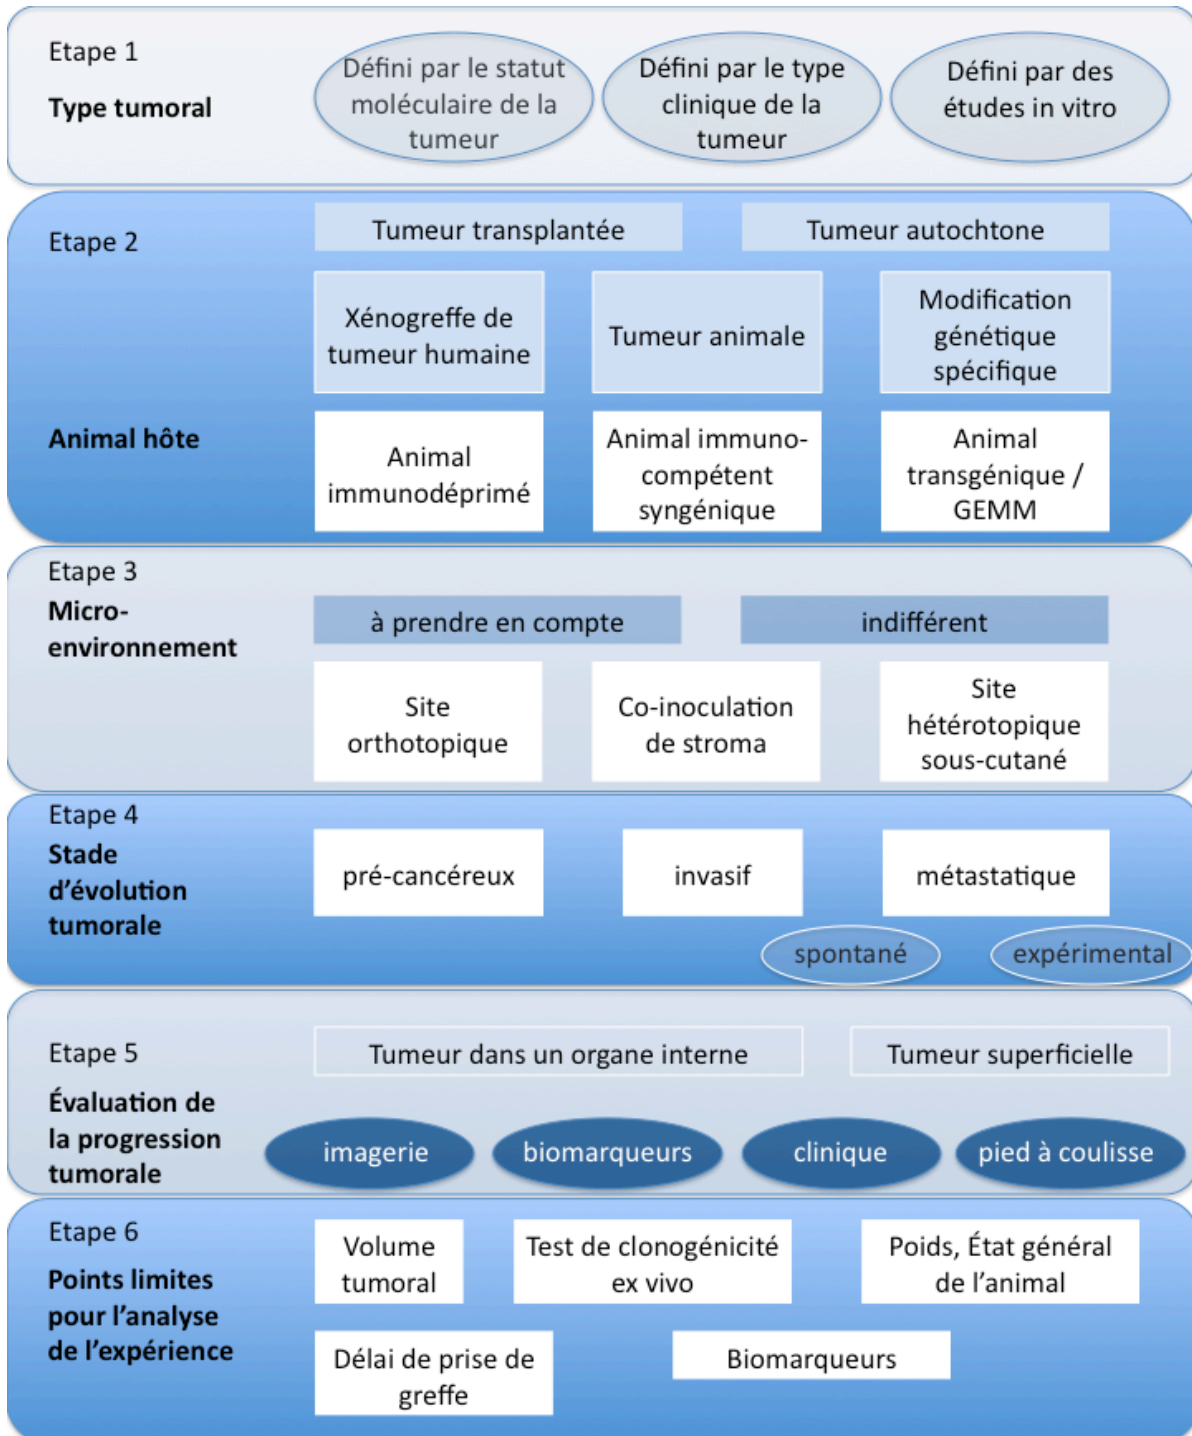 Etape 1
Type tumoral
Défini par le statut
moléculaire de la
tumeur
Défini par le type
clinique de la
tumeur
Défini par des
études in vitro
Etape 2
Tumeur transplantée
Tumeur autochtone
Xénogreffe de
tumeur humaine
Tumeur animale
Modification
génétique
spécifique
Animal hôte
Animal
immunodéprimé
Animal immuno-
compétent
syngénique
Animal
transgénique /
GEMM
Etape 3
Micro-
environnement
à prendre en compte
indifférent
Site
orthotopique
Co-inoculation
de stroma
Site
hétérotopique
sous-cutané
Etape 4
Stade
d’évolution
tumorale
pré-cancéreux
invasif
métastatique
spontané
expérimental
Etape 5
Évaluation de
la progression
tumorale
Tumeur dans un organe interne
Tumeur superficielle
imagerie
biomarqueurs
clinique
pied à coulisse
Etape 6
Points limites
pour l’analyse
de l’expérience
Volume
tumoral
Test de clonogénicité
ex vivo
Poids, État général
de l’animal
Délai de prise de
greffe
Biomarqueurs